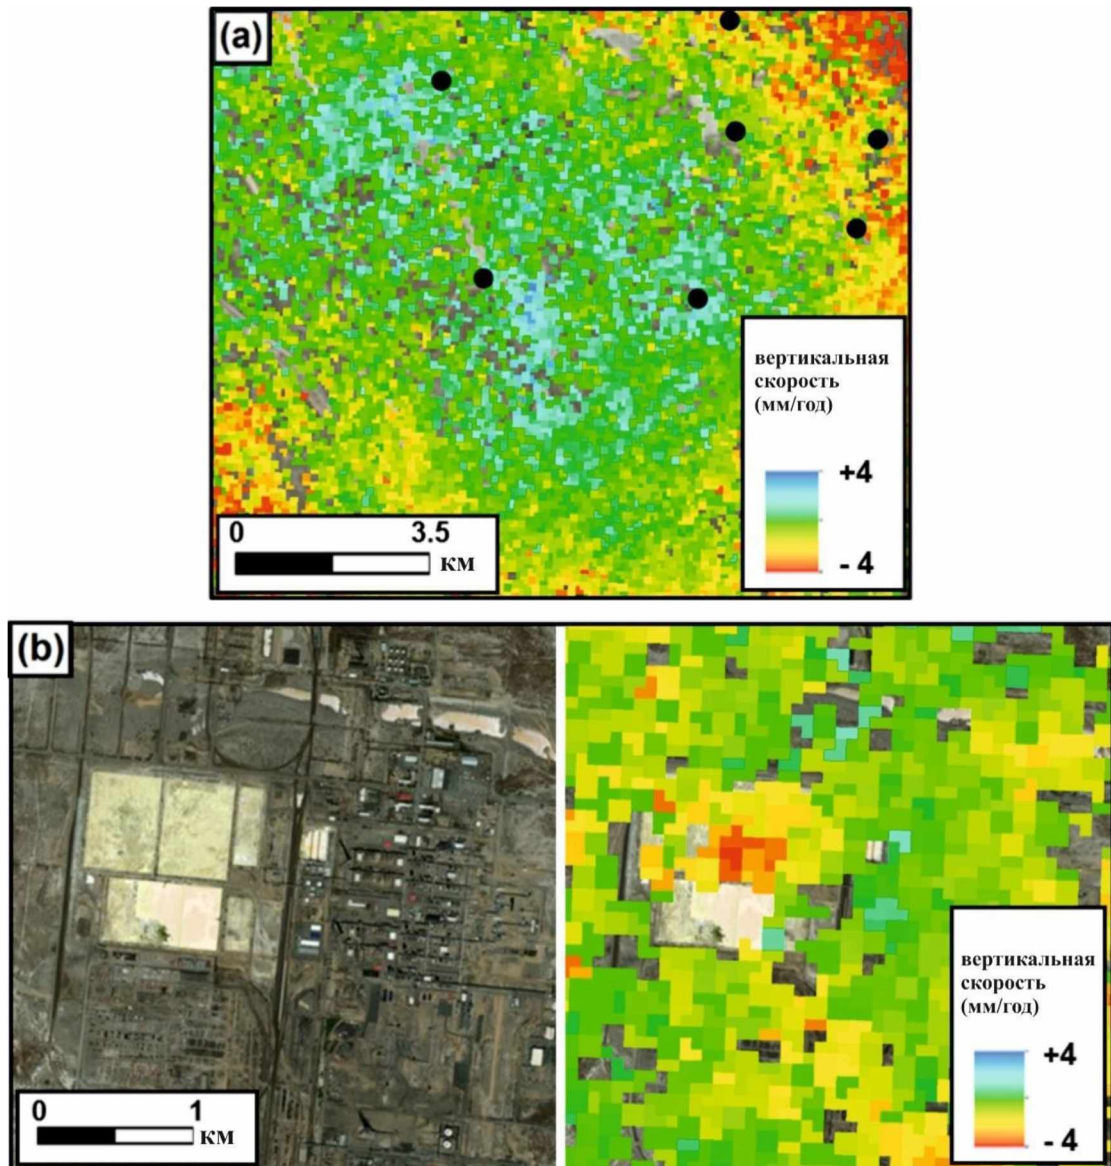 (a)
вертикальная
скорость
(мм/год)
+4
- 4
0 3.5
км
(b)
вертикальная
скорость
(мм/год)
+4
- 4
0 1
км